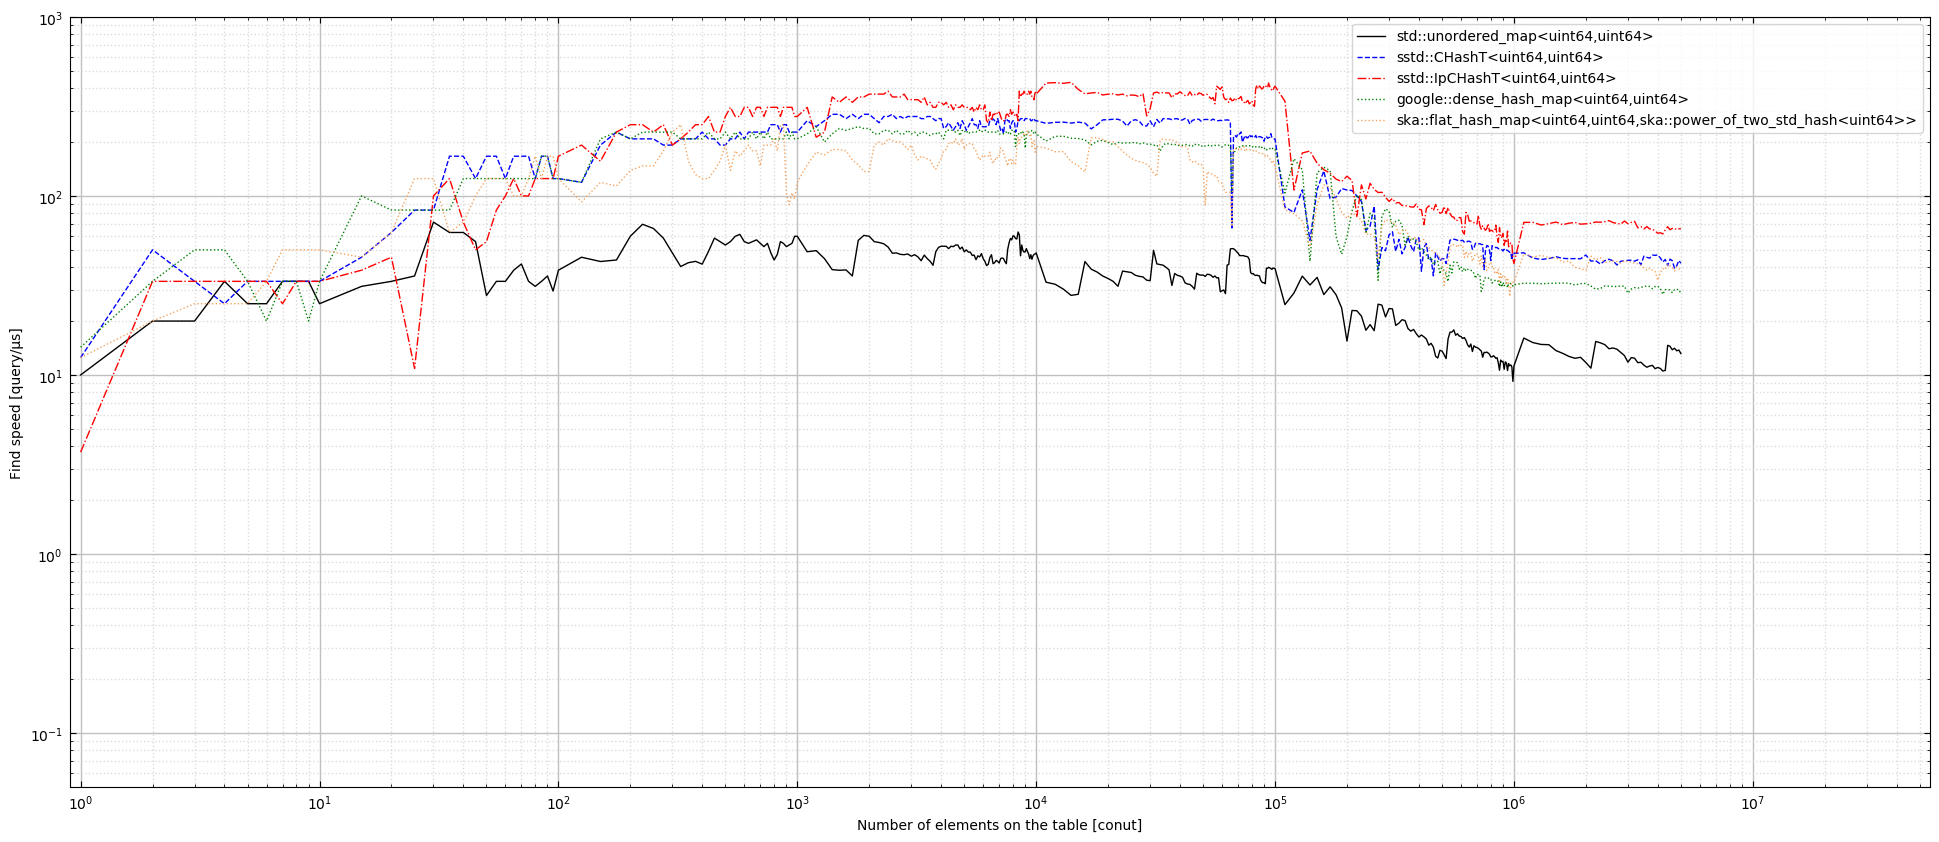 std::unordered_map<uint64,uint64>
sstd::CHashT<uint64,uint64>
sstd::IpCHashT<uint64,uint64>
google::dense_hash_map<uint64,uint64>
ska::flat_hash_map<uint64,uint64,ska::power_of_two_std_hash<uint64>>
Find speed [query/μs]
10³
10²
10¹
10⁰
10⁻¹
10⁰ 10¹ 10² 10³ 10⁴ 10⁵ 10⁶ 10⁷
Number of elements on the table [conut]